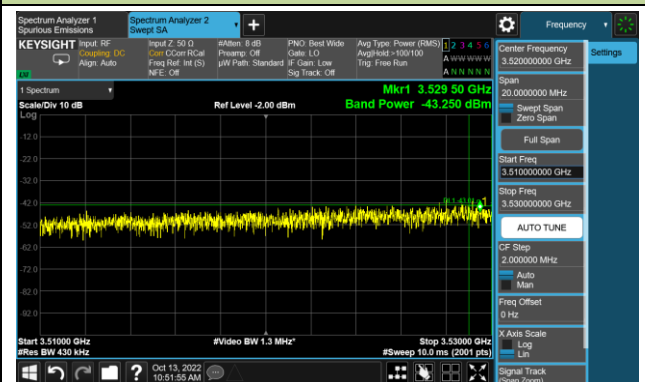 Spectrum Analyzer 1
Spurious Emissions
Spectrum Analyzer 2
Swept SA
Frequency
KEYSIGHT
Input: RF
Coupling: DC
Align: Auto
Input Z: 50 Ω
Corr CCorr RCal
Freq Ref: Int (S)
NFE: Off
#Atten: 8 dB
Preamp: Off
µW Path: Standard
PNO: Best Wide
Gate: LO
IF Gain: Low
Sig Track: Off
Avg Type: Power (RMS)
Avg|Hold:>100/100
Trig: Free Run
1 2 3 4 5 6
A W W W W W
A N N N N N
1 Spectrum
Scale/Div 10 dB
Log
Ref Level -2.00 dBm
Mkr1 3.529 50 GHz
Band Power -43.250 dBm
-12.0
-22.0
-32.0
-42.0
-52.0
-62.0
-72.0
-82.0
-92.0
1
Start 3.51000 GHz
#Res BW 430 kHz
#Video BW 1.3 MHz*
Stop 3.53000 GHz
#Sweep 10.0 ms (2001 pts)
Oct 13, 2022
10:51:55 AM
Center Frequency
3.520000000 GHz
Settings
Span
20.0000000 MHz
Swept Span
Zero Span
Full Span
Start Freq
3.510000000 GHz
Stop Freq
3.530000000 GHz
AUTO TUNE
CF Step
2.000000 MHz
Auto
Man
Freq Offset
0 Hz
X Axis Scale
Log
Lin
Signal Track
(Span Zoom)